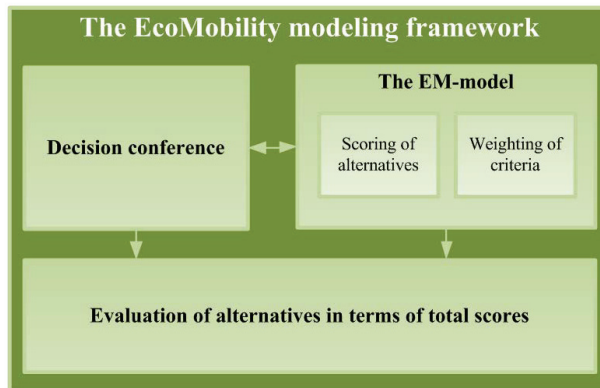 The EcoMobility modeling framework
Decision conference
The EM-model
Scoring of
alternatives
Weighting of
criteria
Evaluation of alternatives in terms of total scores